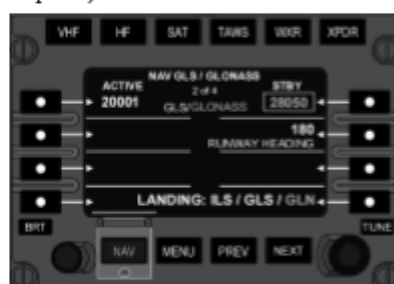 VHF HF SAT TAWS WXR XPDR
NAV GLS / GLONASS
ACTIVE 2 of 4 STBY
20001 GLS/GLONASS 28050
180
RUNWAY HEADING
LANDING: ILS / GLS / GLN
BRT TUNE
NAV MENU PREV NEXT